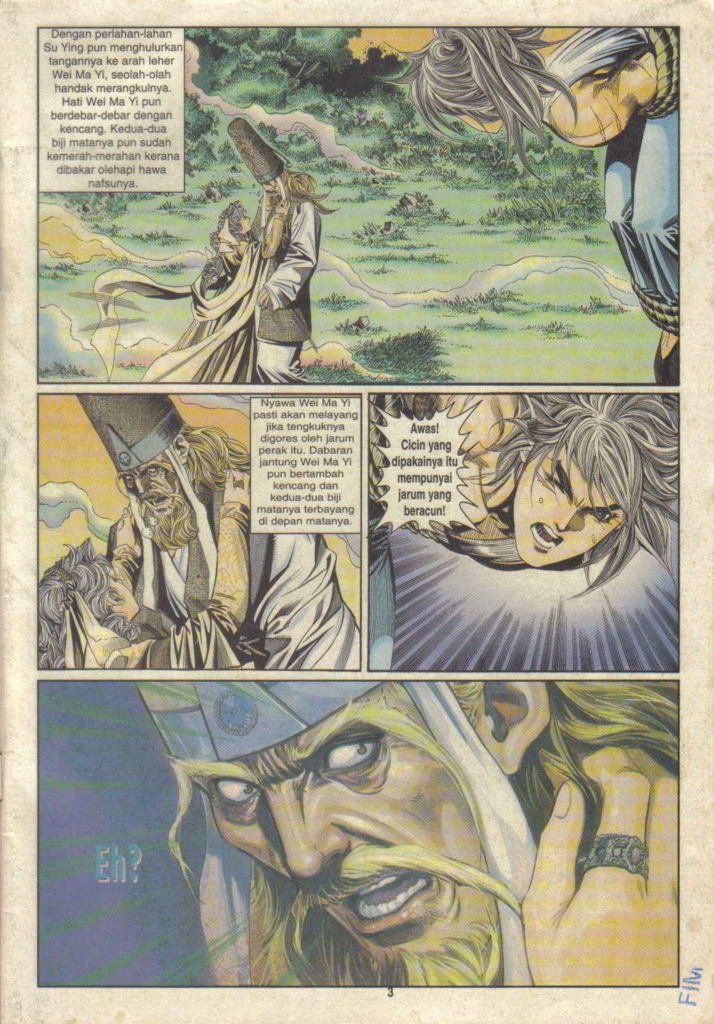 Dengan perlahan-lahan
Su Ying pun menghulurkan
tangannya ke arah leher
Wei Ma Yi, seolah-olah
handak merangkulnya.
Hati Wei Ma Yi pun
berdebar-debar dengan
kencang. Kedua-dua
biji matanya pun sudah
kemerah-merahan kerana
dibakar olehapi hawa
nafsunya.
Nyawa Wei Ma Yi
pasti akan melayang
jika tengkuknya
digores oleh jarum
perak itu. Dabaran
jantung Wei Ma Yi
pun bertambah
kencang dan
kedua-dua biji
matanya terbayang
di depan matanya.
Awas!
Cicin yang
dipakainya itu
mempunyai
jarum yang
beracun!
Eh?
3
FIM